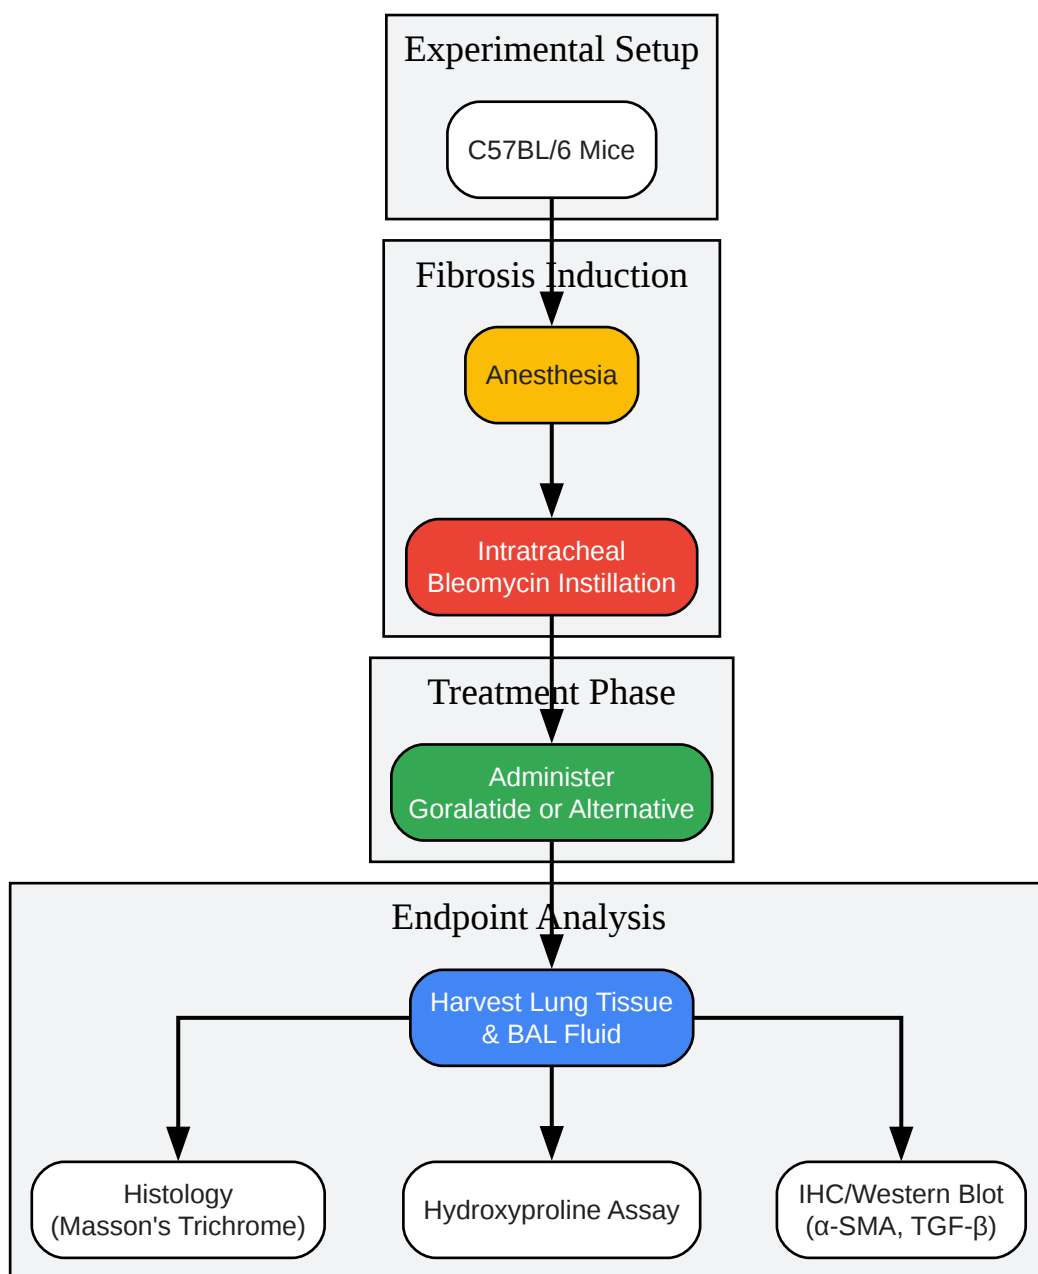 Experimental Setup
C57BL/6 Mice
Fibrosis Induction
Anesthesia
Intratracheal
Bleomycin Instillation
Treatment Phase
Administer
Goralatide or Alternative
Endpoint Analysis
Harvest Lung Tissue
& BAL Fluid
Histology
(Masson's Trichrome)
Hydroxyproline Assay
IHC/Western Blot
(α-SMA, TGF-β)